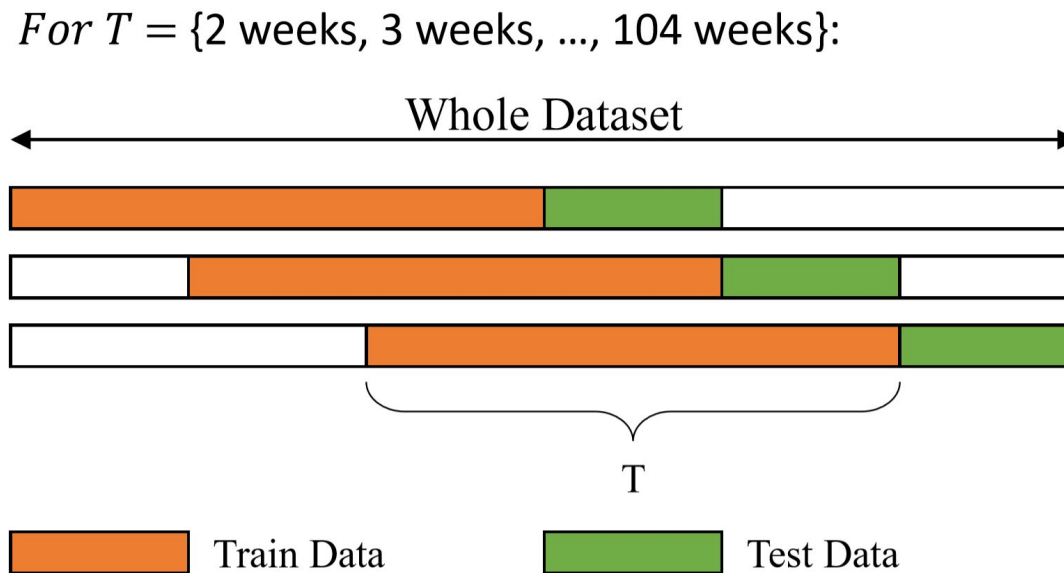 For T = {2 weeks, 3 weeks, ..., 104 weeks}:
Whole Dataset
T
Train Data
Test Data